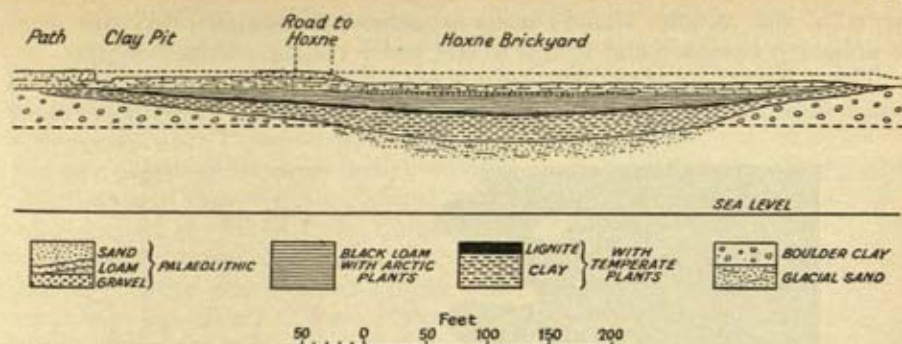 Road to
Path Clay Pit Hoxne Hoxne Brickyard
SEA LEVEL
SAND
LOAM
GRAVEL
PALAEOLITHIC
BLACK LOAM
WITH ARCTIC
PLANTS
LIGNITE
CLAY
WITH
TEMPERATE
PLANTS
BOULDER CLAY
GLACIAL SAND
Feet
50 0 50 100 150 200